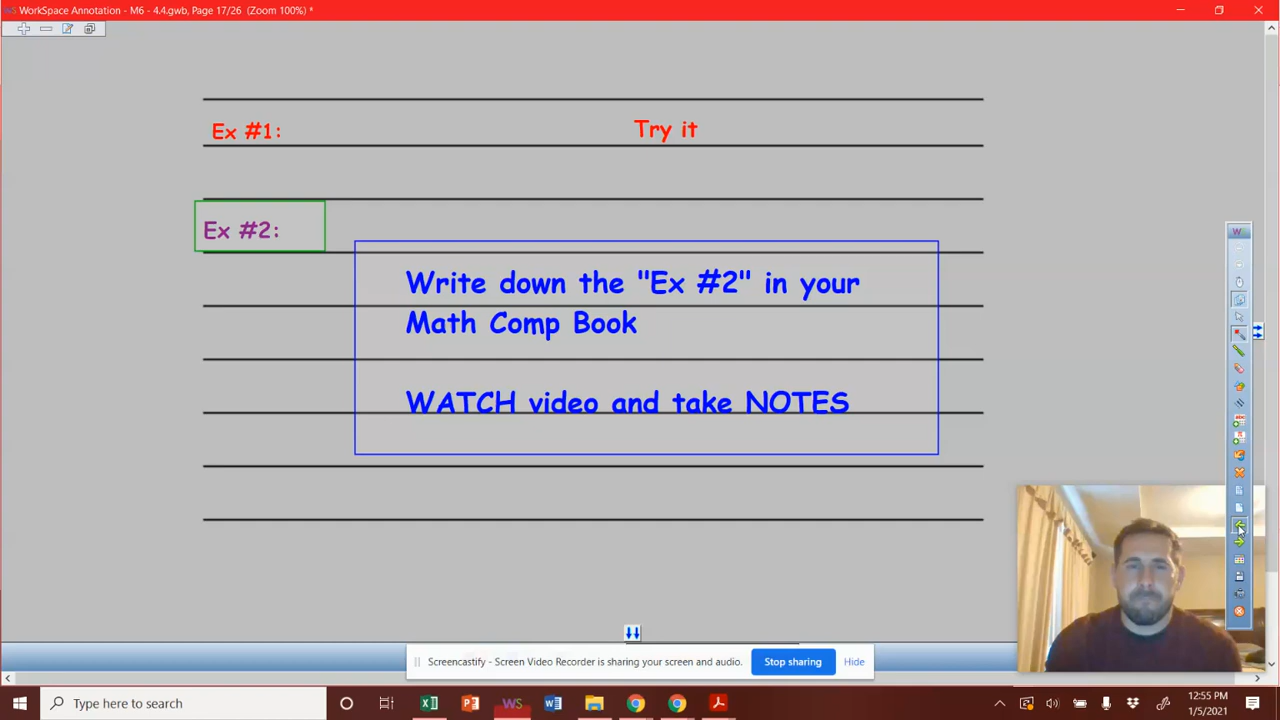 WorkSpace Annotation - M6 - 4.4.gwb, Page 17/26 (Zoom 100%) *
Ex #1: Try it
Ex #2:
Write down the "Ex #2" in your
Math Comp Book
WATCH video and take NOTES
Screencastify - Screen Video Recorder is sharing your screen and audio. Stop sharing Hide
Type here to search
12:55 PM
1/5/2021